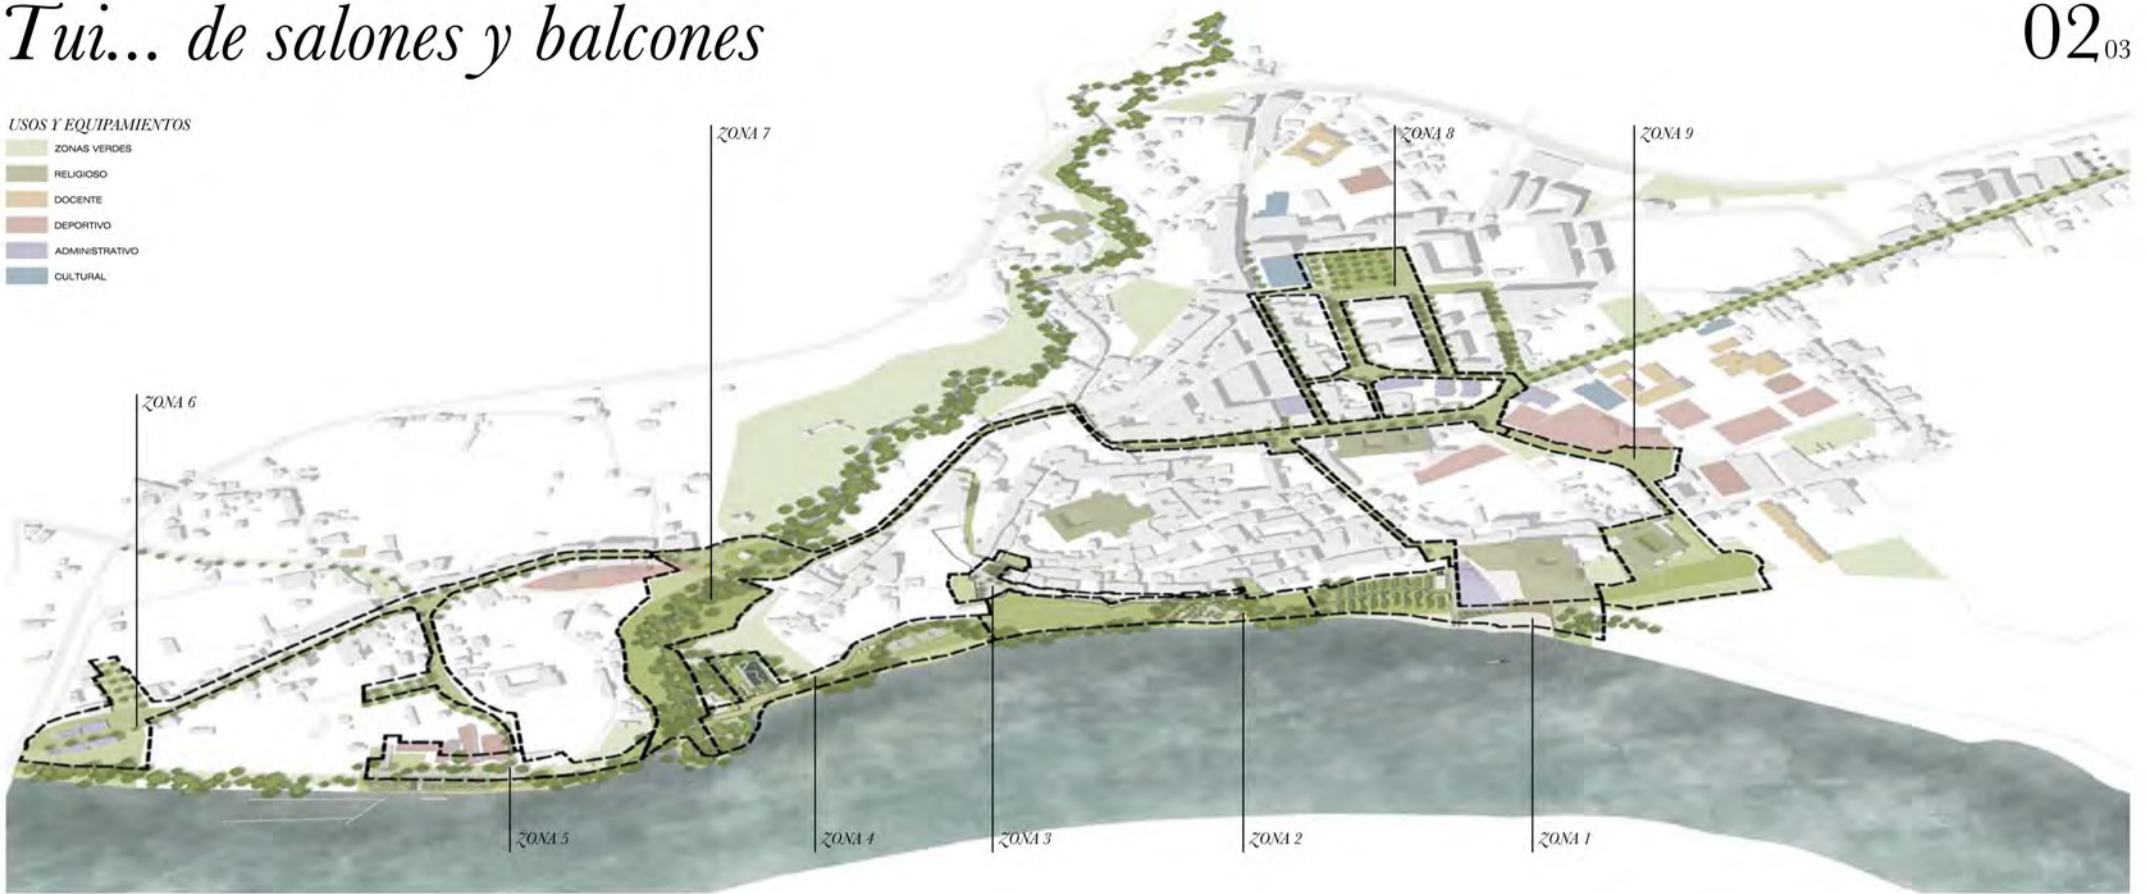 Tui... de salones y balcones
02 03
USOS Y EQUIPAMIENTOS
ZONAS VERDES
RELIGIOSO
DOCENTE
DEPORTIVO
ADMINISTRATIVO
CULTURAL
ZONA 7
ZONA 8
ZONA 9
ZONA 6
ZONA 5
ZONA 4
ZONA 3
ZONA 2
ZONA 1